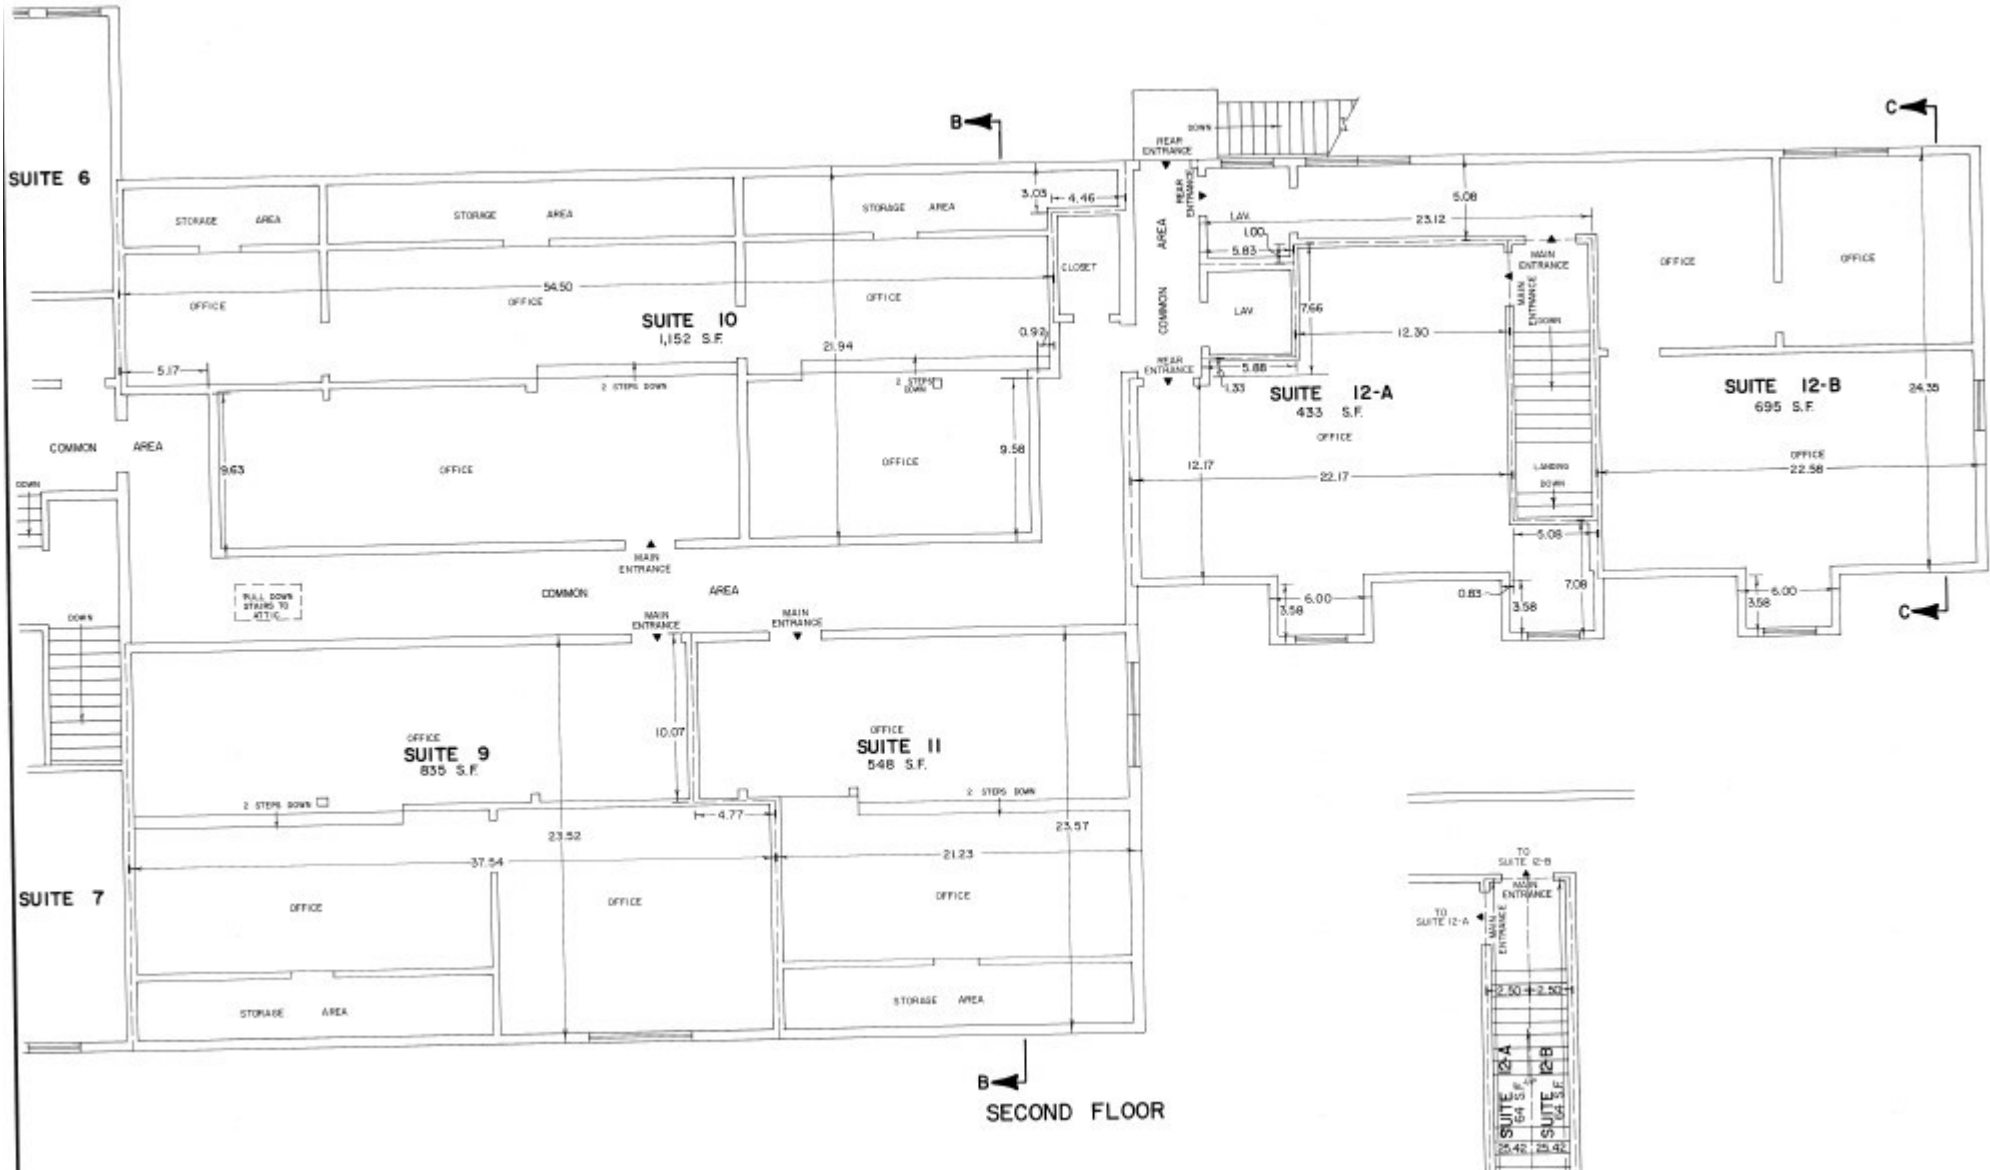 SUITE 6
STORAGE AREA
STORAGE AREA
STORAGE AREA
3.03
4.46
B
REAR
ENTRANCE
DOWN
C
REAR
ENTRANCE
LAV.
1.00
5.83
5.08
23.12
MAIN
ENTRANCE
OFFICE
OFFICE
OFFICE
54.50
OFFICE
OFFICE
CLOSET
COMMON AREA
SUITE 10
1,152 S.F.
21.94
0.92
LAV.
7.66
12.30
MAIN
ENTRANCE
DOWN
5.17
2 STEPS DOWN
2 STEPS
DOWN
REAR
ENTRANCE
5.88
1.33
SUITE 12-A
433 S.F.
OFFICE
SUITE 12-B
695 S.F.
24.35
COMMON AREA
9.63
OFFICE
OFFICE
9.58
12.17
22.17
LANDING
DOWN
OFFICE
22.58
DOWN
MAIN
ENTRANCE
5.08
7.08
PULL DOWN
STAIRS TO
ATTIC
COMMON AREA
3.58
6.00
0.83
3.58
3.58
6.00
C
DOWN
MAIN
ENTRANCE
MAIN
ENTRANCE
OFFICE
SUITE 9
835 S.F.
10.07
OFFICE
SUITE 11
548 S.F.
2 STEPS DOWN
2 STEPS DOWN
4.77
23.52
23.57
37.54
21.23
SUITE 7
OFFICE
OFFICE
OFFICE
STORAGE AREA
STORAGE AREA
TO
SUITE 12-B
MAIN
ENTRANCE
TO
SUITE 12-A
MAIN
ENTRANCE
2.50
2.50
SUITE 12-A
64 S.F.
UP
SUITE 12-B
64 S.F.
25.42
25.42
B
SECOND FLOOR